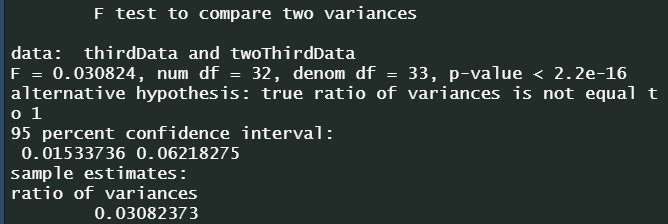 F test to compare two variances
data:  thirdData and twoThirdData
F = 0.030824, num df = 32, denom df = 33, p-value < 2.2e-16
alternative hypothesis: true ratio of variances is not equal t
o 1
95 percent confidence interval:
 0.01533736 0.06218275
sample estimates:
ratio of variances
        0.03082373